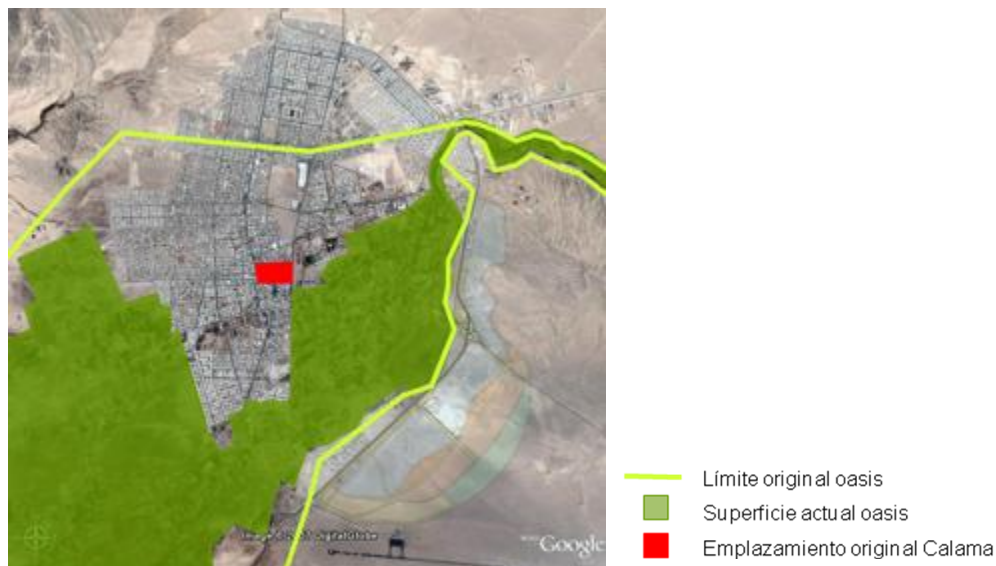 Límite original oasis
Superficie actual oasis
Emplazamiento original Calama
Google